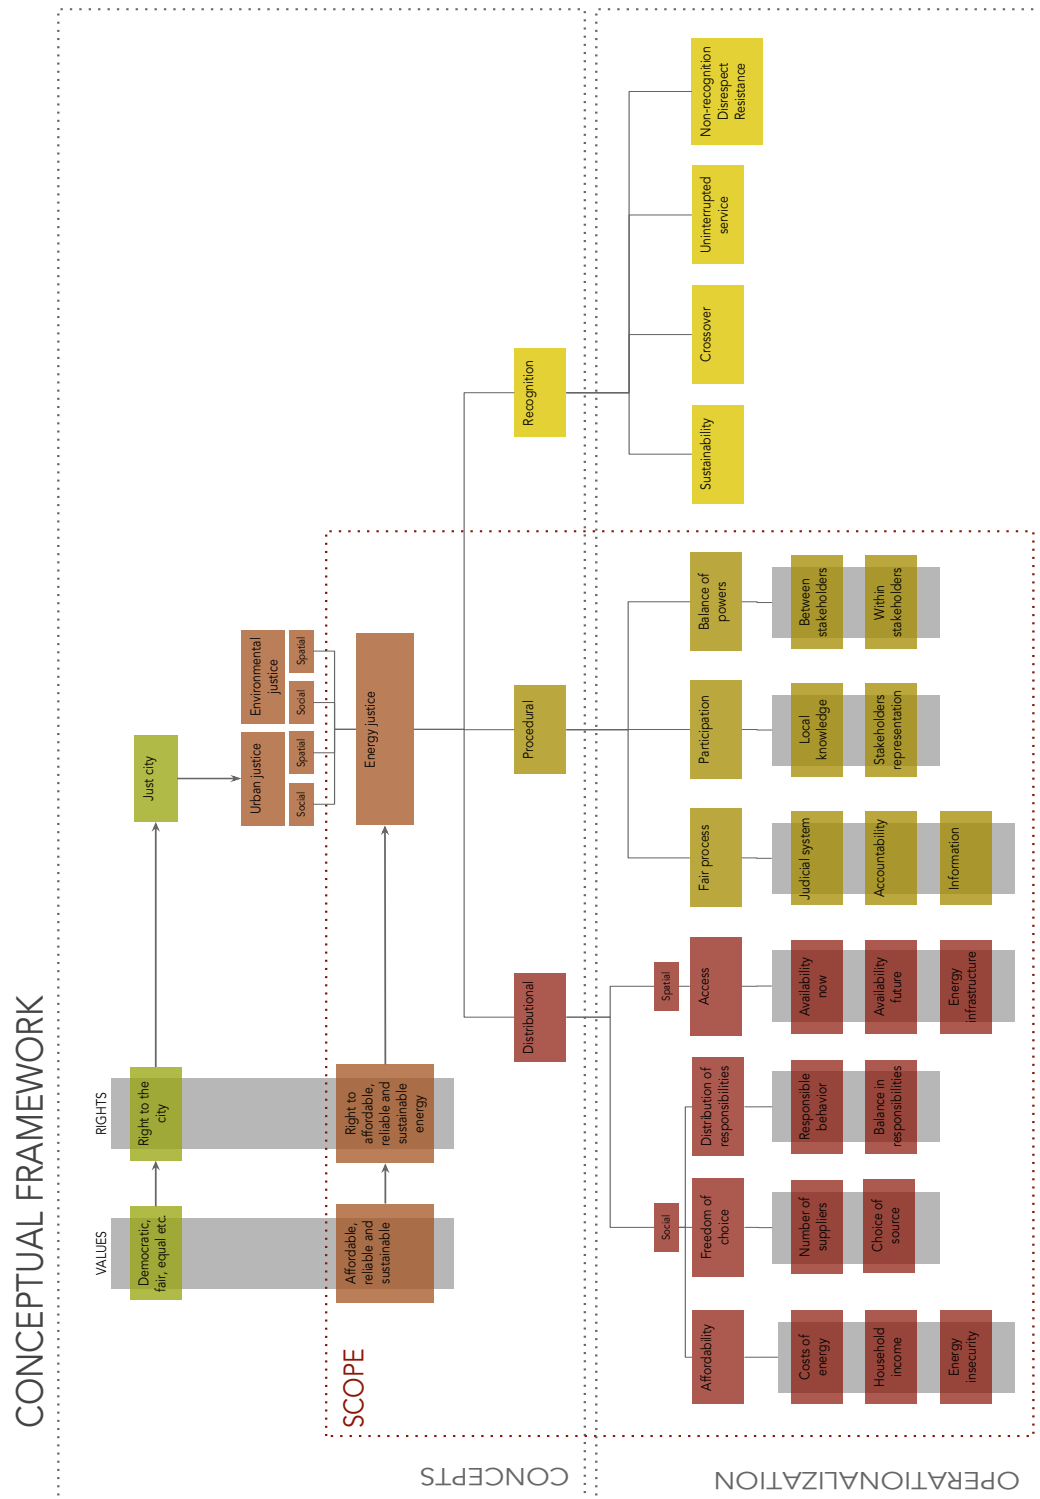 CONCEPTUAL FRAMEWORK
VALUES
RIGHTS
Democratic,
fair, equal etc.
Right to the
city
Just city
Urban justice
Social
Spatial
Environmental
justice
Social
Spatial
SCOPE
Affordable,
reliable and
sustainable
Right to
affordable,
reliable and
sustainable
energy
Energy justice
CONCEPTS
Distributional
Procedural
Recognition
OPERATIONALIZATION
Social
Spatial
Affordability
Freedom of
choice
Distribution of
responsibilities
Access
Fair process
Participation
Balance of
powers
Sustainability
Crossover
Uninterrupted
service
Non-recognition
Disrespect
Resistance
Costs of
energy
Number of
suppliers
Responsible
behavior
Availability
now
Judicial system
Local
knowledge
Between
stakeholders
Household
income
Choice of
source
Balance in
responsibilities
Availability
future
Accountability
Stakeholders
representation
Within
stakeholders
Energy
insecurity
Energy
infrastructure
Information